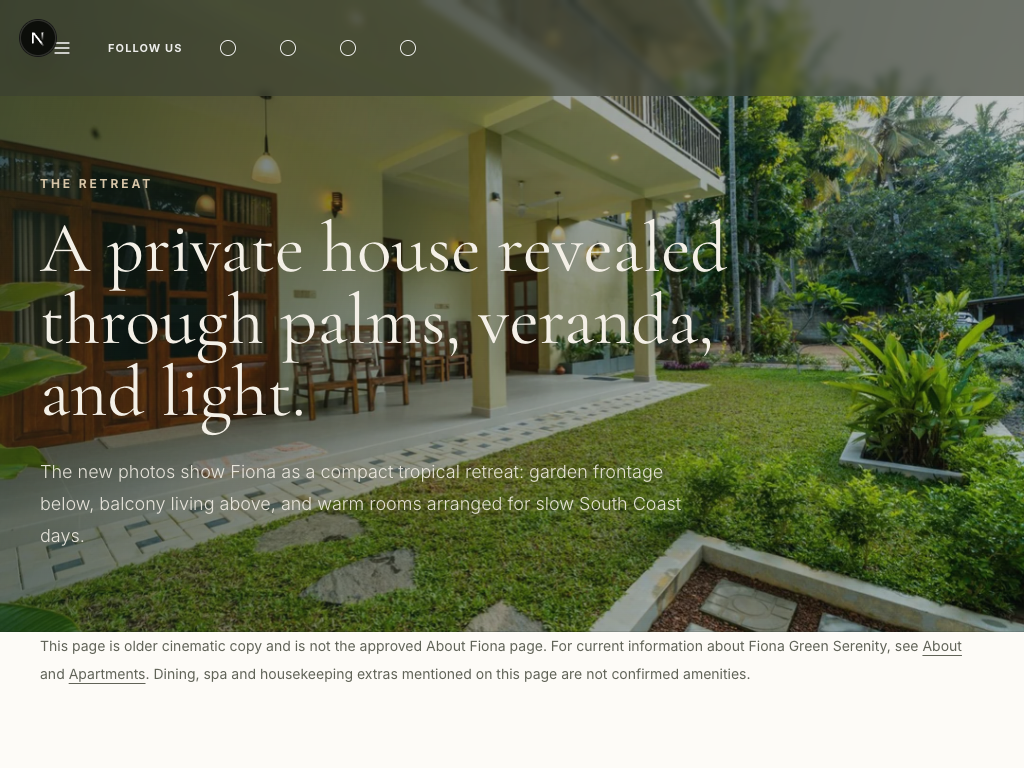 N
FOLLOW US
THE RETREAT
A private house revealed
through palms, veranda,
and light.
The new photos show Fiona as a compact tropical retreat: garden frontage
below, balcony living above, and warm rooms arranged for slow South Coast
days.
This page is older cinematic copy and is not the approved About Fiona page. For current information about Fiona Green Serenity, see About
and Apartments. Dining, spa and housekeeping extras mentioned on this page are not confirmed amenities.